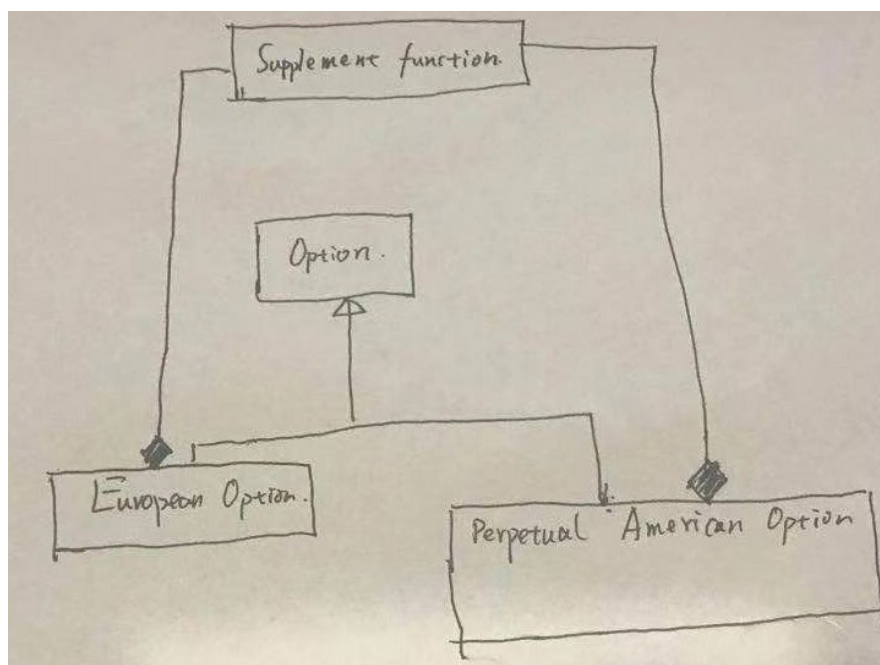 Supplement function.
Option.
European Option.
Perpetual American Option